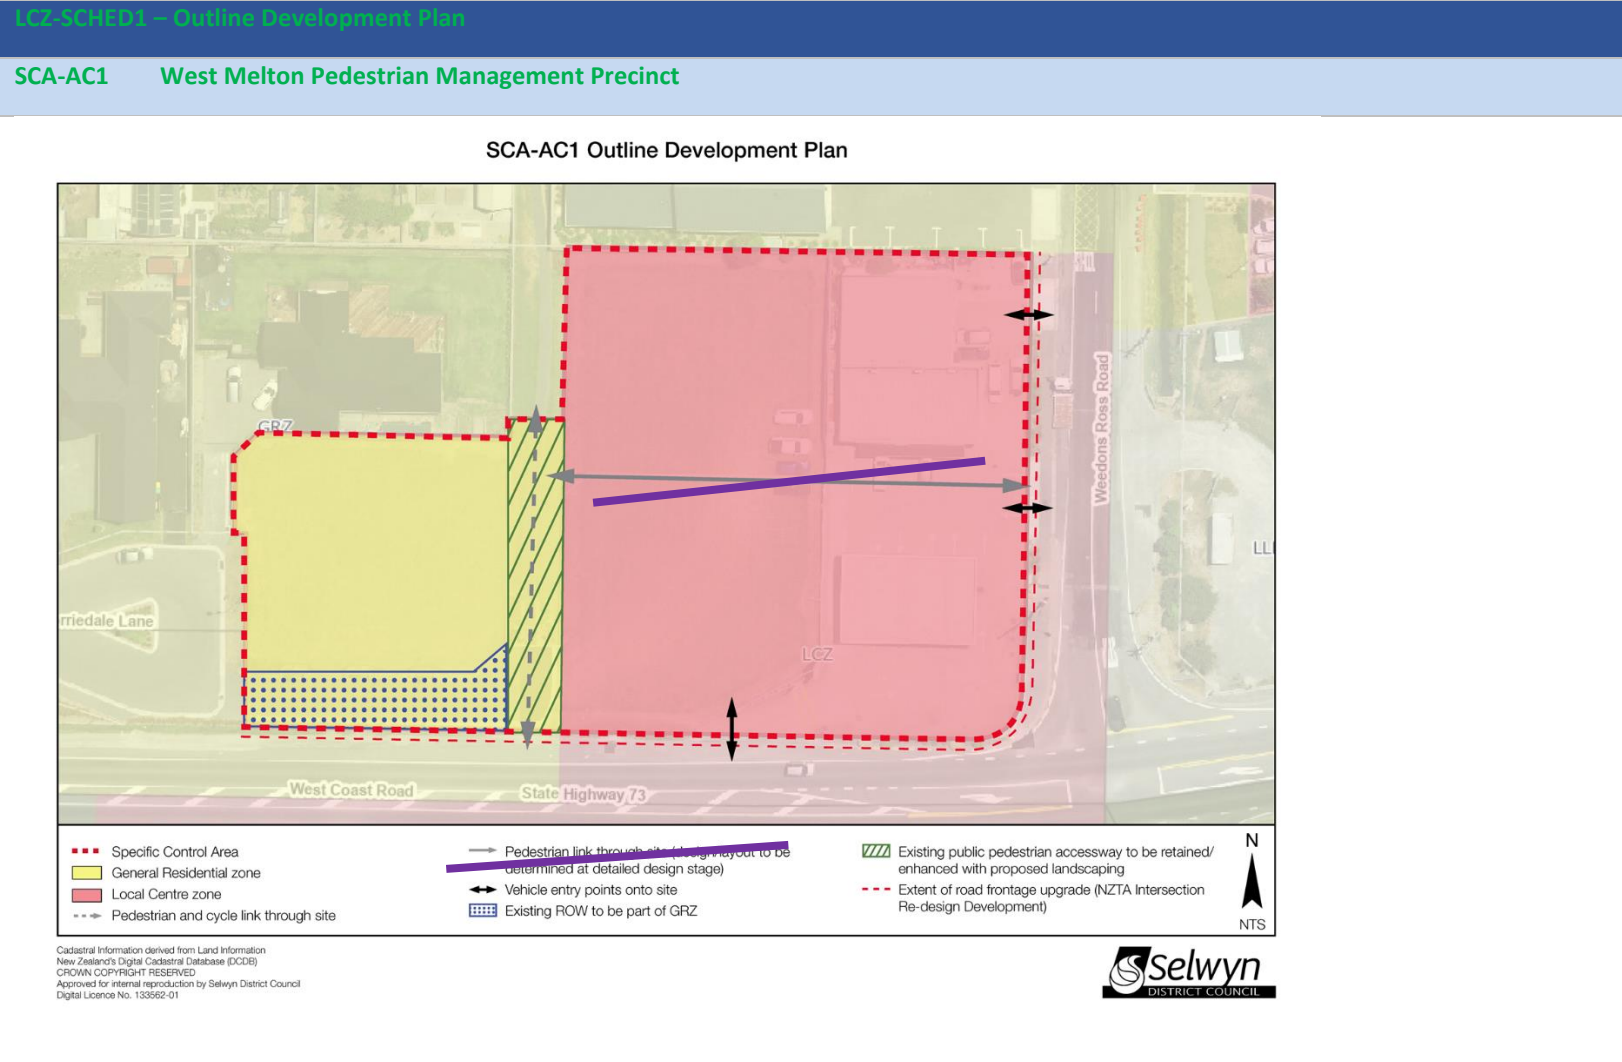 LCZ-SCHED1 – Outline Development Plan
SCA-AC1 West Melton Pedestrian Management Precinct
SCA-AC1 Outline Development Plan
GRZ
Weedons Ross Road
LLR
rriedale Lane
LCZ
West Coast Road
State Highway 73
Specific Control Area
General Residential zone
Local Centre zone
Pedestrian and cycle link through site
Pedestrian link through site (design/layout to be
determined at detailed design stage)
Vehicle entry points onto site
Existing ROW to be part of GRZ
Existing public pedestrian accessway to be retained/
enhanced with proposed landscaping
Extent of road frontage upgrade (NZTA Intersection
Re-design Development)
N
NTS
Cadastral Information derived from Land Information
New Zealand's Digital Cadastral Database (DCDB)
CROWN COPYRIGHT RESERVED
Approved for internal reproduction by Selwyn District Council
Digital Licence No. 133562-01
Selwyn
DISTRICT COUNCIL